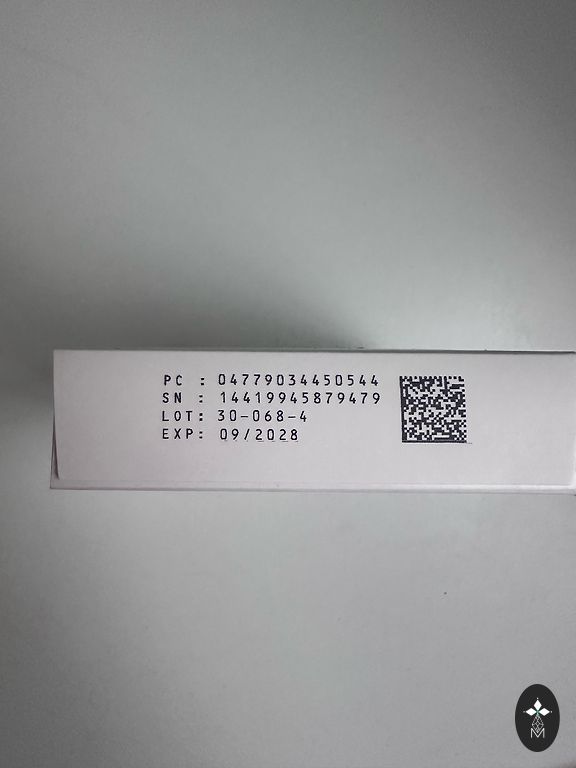 PC : 04779034450544
SN : 14419945879479
LOT: 30-068-4
EXP: 09/2028
M